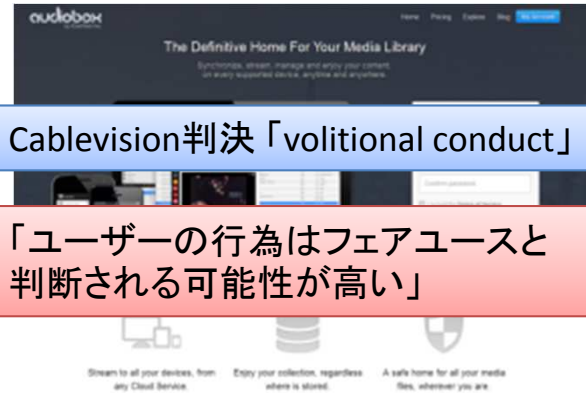 audiobox
Home Pricing Explore Blog
The Definitive Home For Your Media Library
Synchronize, stream, manage and enjoy your content
on every supported device, anytime and anywhere.
Cablevision判決「volitional conduct」
Confirm password
「ユーザーの行為はフェアユースと
判断される可能性が高い」
Stream to all your devices, from
any Cloud Service.
Enjoy your collection, regardless
where is stored.
A safe home for all your media
files, wherever you are.